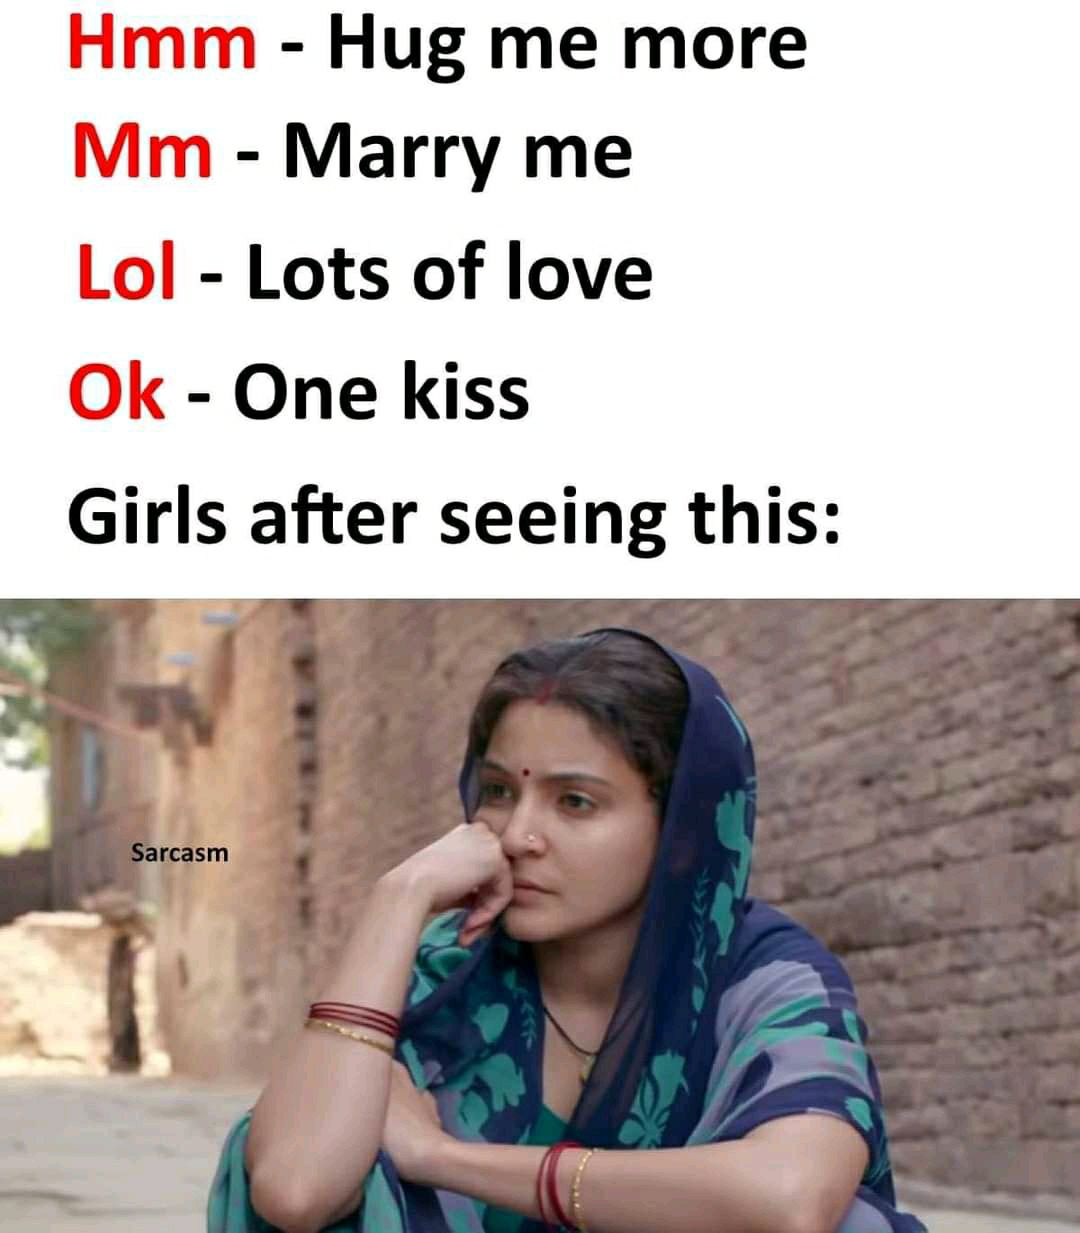 Hmm - Hug me more
Mm - Marry me
Lol - Lots of love
Ok - One kiss
Girls after seeing this:
Sarcasm